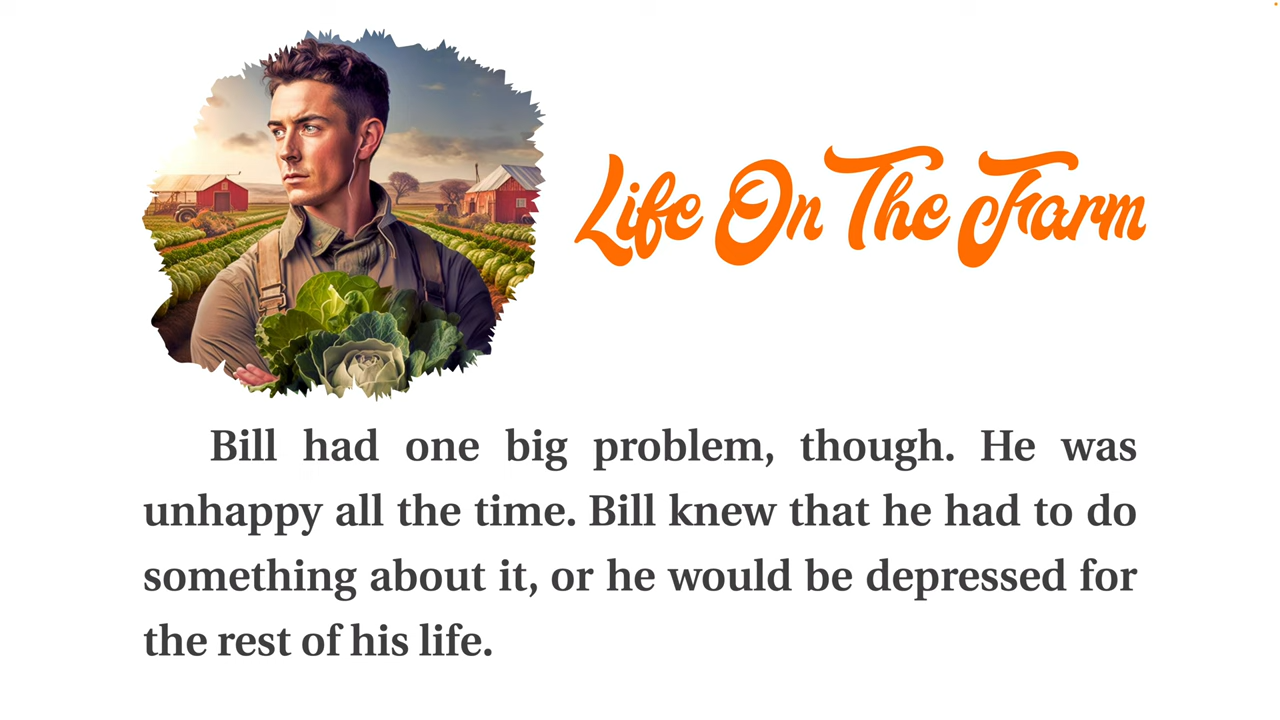 Life On The Farm
Bill had one big problem, though. He was
unhappy all the time. Bill knew that he had to do
something about it, or he would be depressed for
the rest of his life.